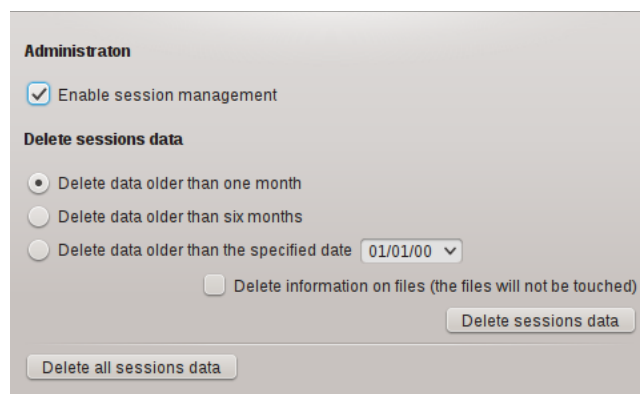 Administraton
Enable session management
Delete sessions data
Delete data older than one month
Delete data older than six months
Delete data older than the specified date 01/01/00
Delete information on files (the files will not be touched)
Delete sessions data
Delete all sessions data